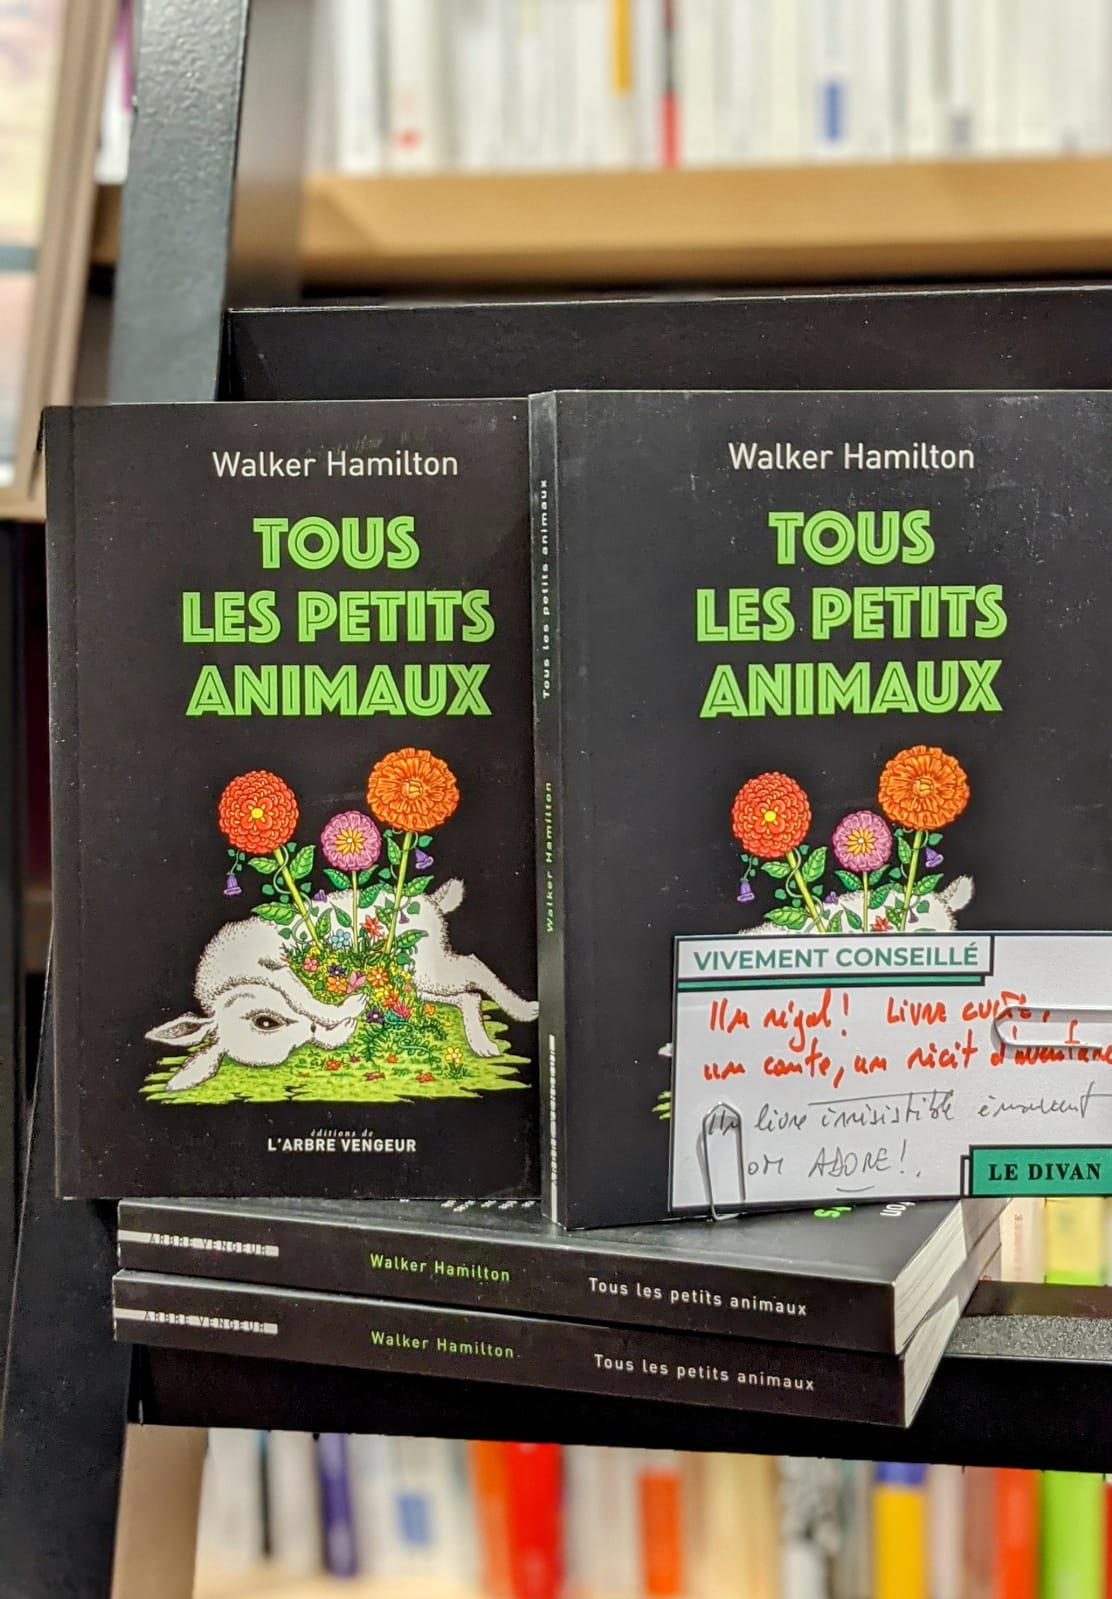 Walker Hamilton
TOUS
LES PETITS
ANIMAUX
éditions de
L'ARBRE VENGEUR
Tous les petits animaux
Walker Hamilton
Walker Hamilton
TOUS
LES PETITS
ANIMAUX
VIVEMENT CONSEILLÉ
Un régal! Livre culte,
un conte, un récit d'aventure
Un livre irrésistible émouvant
on ADORE!
LE DIVAN
ARBRE VENGEUR
Walker Hamilton
Tous les petits animaux
ARBRE VENGEUR
Walker Hamilton
Tous les petits animaux